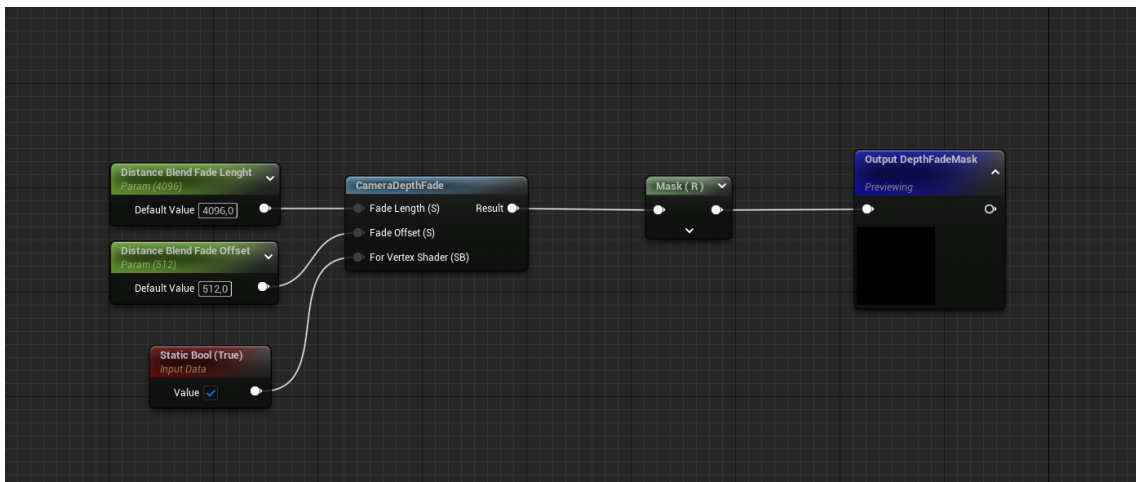 Distance Blend Fade Lenght
Param (4096)
Default Value 4096,0
Distance Blend Fade Offset
Param (512)
Default Value 512,0
Static Bool (True)
Input Data
Value
CameraDepthFade
Fade Length (S) Result
Fade Offset (S)
For Vertex Shader (SB)
Mask ( R )
Output DepthFadeMask
Previewing